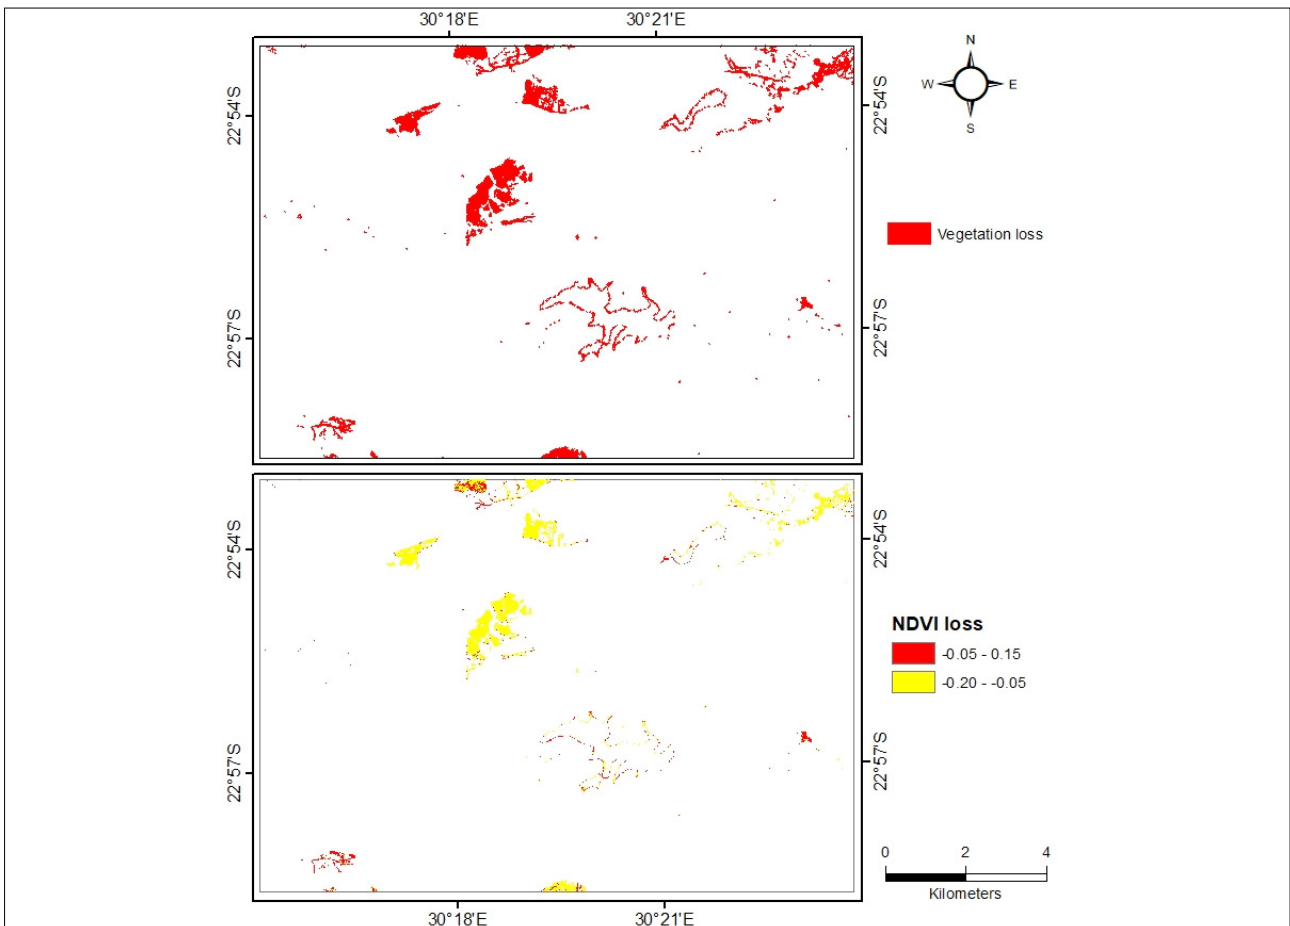 30°18'E 30°21'E
N
W E
S
22°54'S 22°54'S
Vegetation loss
22°57'S 22°57'S
22°54'S 22°54'S
NDVI loss
-0.05 - 0.15
-0.20 - -0.05
22°57'S 22°57'S
0 2 4
Kilometers
30°18'E 30°21'E